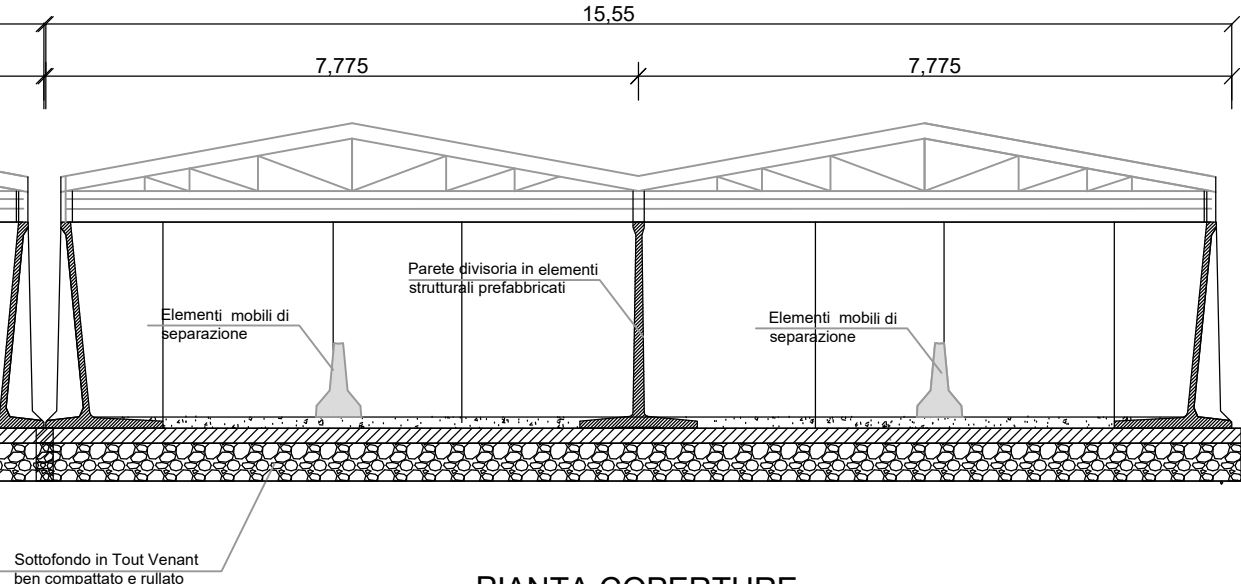 15,55
7,775
7,775
Parete divisoria in elementi
strutturali prefabbricati
Elementi mobili di
separazione
Elementi mobili di
separazione
Sottofondo in Tout Venant
ben compattato e rullato
PIANTA COPERTURE